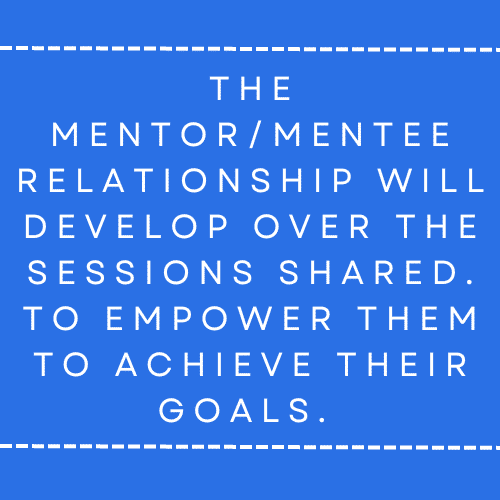 THE
MENTOR/MENTEE
RELATIONSHIP WILL
DEVELOP OVER THE
SESSIONS SHARED.
TO EMPOWER THEM
TO ACHIEVE THEIR
GOALS.